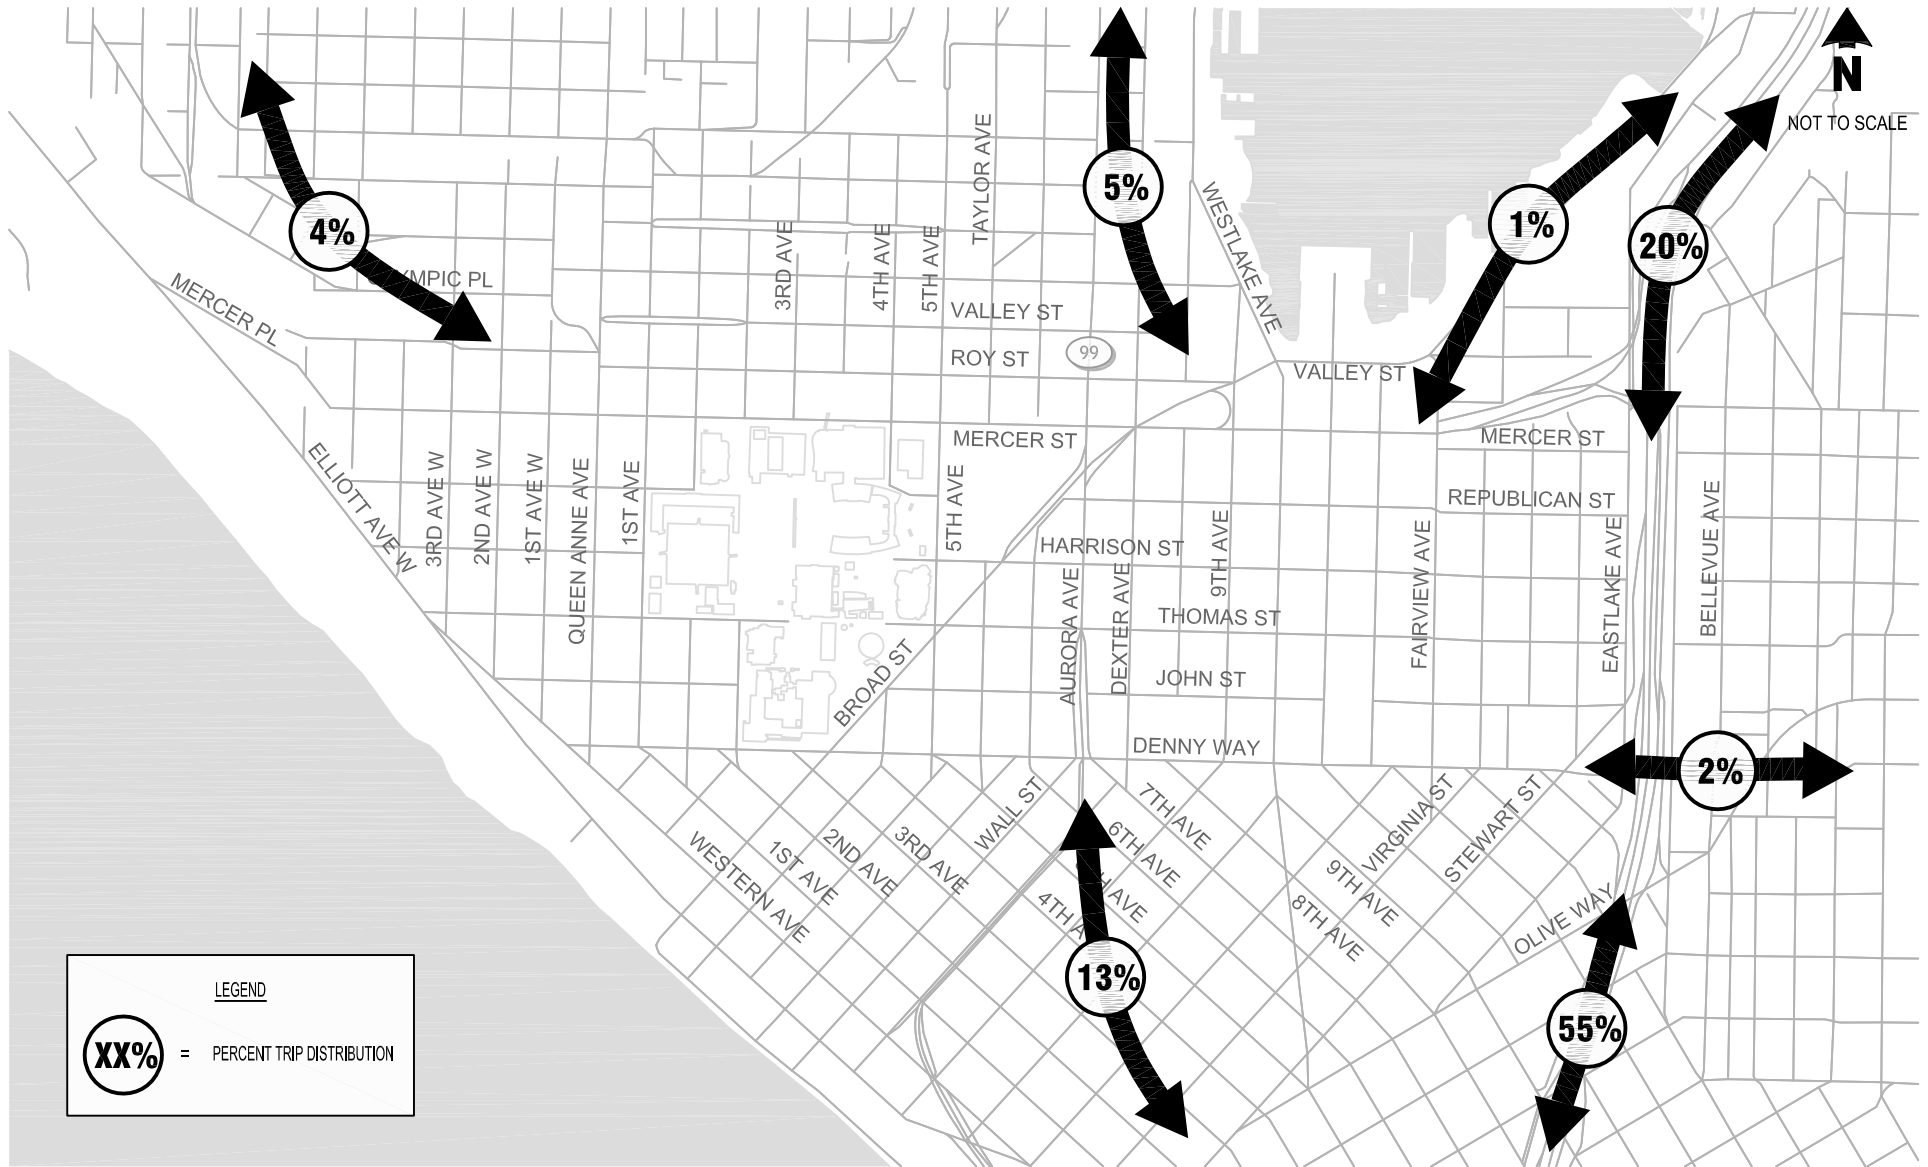 N
NOT TO SCALE
4%
5%
1%
20%
TAYLOR AVE
WESTLAKE AVE
3RD AVE
4TH AVE
5TH AVE
MERCER PL
YMPIC PL
VALLEY ST
ROY ST
99
VALLEY ST
MERCER ST
MERCER ST
ELLIOTT AVE W
3RD AVE W
2ND AVE W
1ST AVE W
QUEEN ANNE AVE
1ST AVE
5TH AVE
REPUBLICAN ST
HARRISON ST
9TH AVE
FAIRVIEW AVE
EASTLAKE AVE
BELLEVUE AVE
AURORA AVE
DEXTER AVE
THOMAS ST
JOHN ST
BROAD ST
DENNY WAY
2%
WESTERN AVE
1ST AVE
2ND AVE
3RD AVE
WALL ST
4TH A
H AVE
6TH AVE
7TH AVE
8TH AVE
9TH AVE
VIRGINIA ST
STEWART ST
OLIVE WAY
13%
55%
LEGEND
XX% = PERCENT TRIP DISTRIBUTION